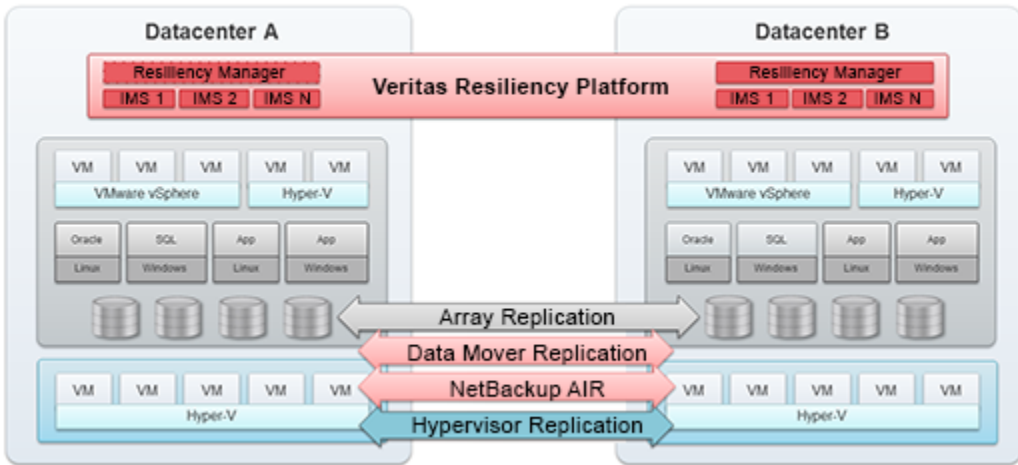 Datacenter A Datacenter B
Resiliency Manager Veritas Resiliency Platform Resiliency Manager
IMS 1 IMS 2 IMS N IMS 1 IMS 2 IMS N
VM VM VM VM VM VM VM VM VM VM
VMware vSphere Hyper-V VMware vSphere Hyper-V
Oracle SQL App App Oracle SQL App App
Linux Windows Linux Windows Linux Windows Linux Windows
Array Replication
Data Mover Replication
VM VM VM VM VM NetBackup AIR VM VM VM VM VM
Hyper-V Hypervisor Replication Hyper-V